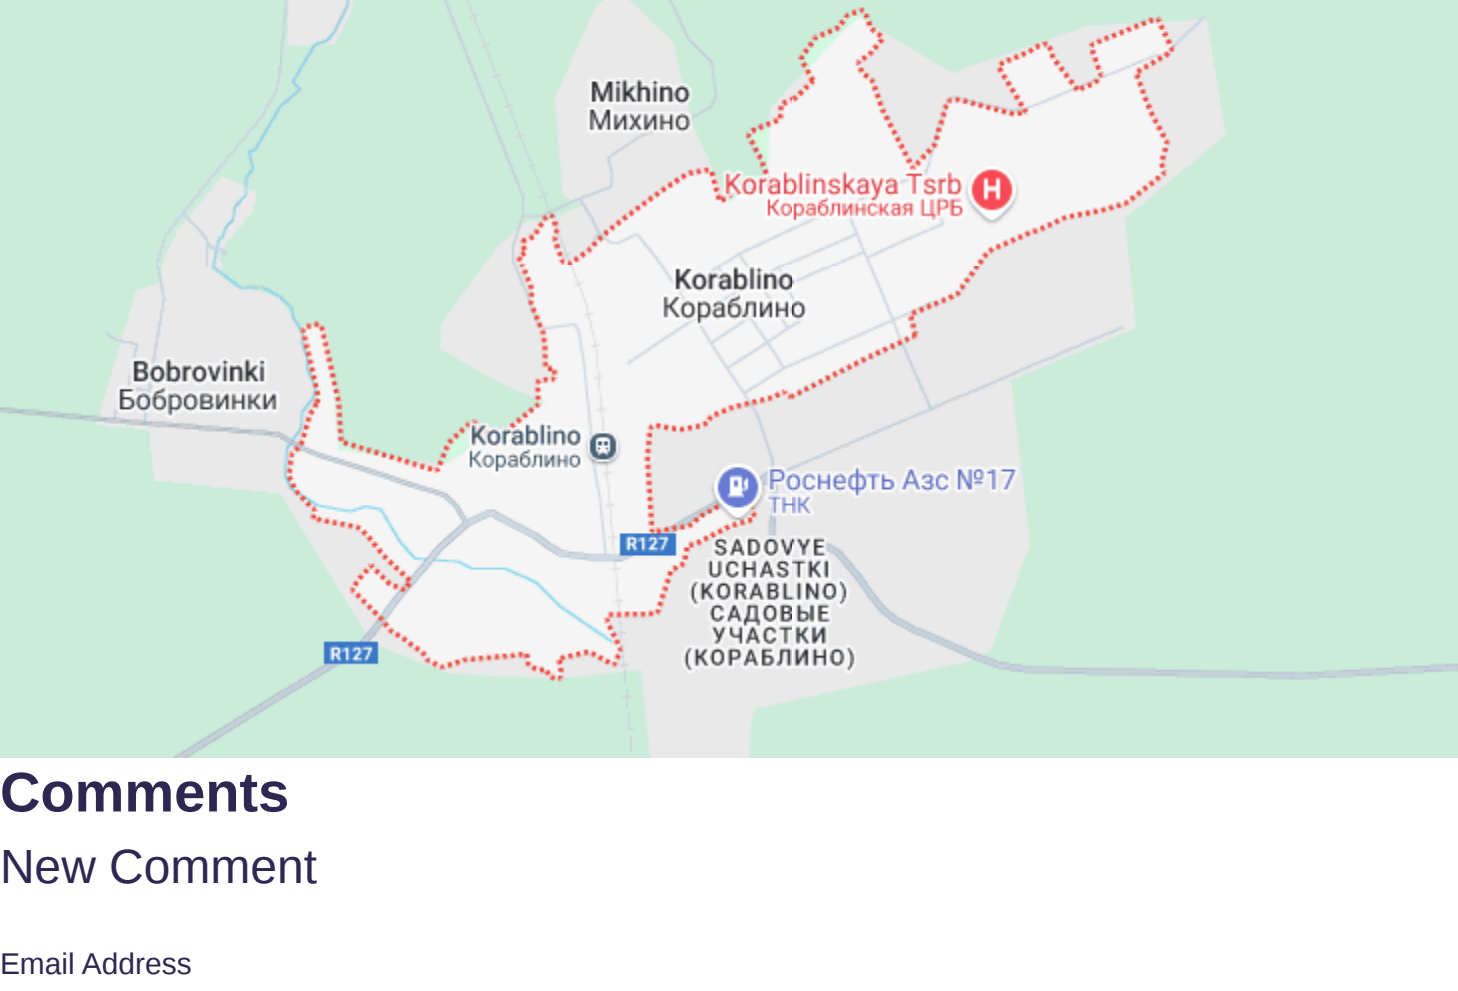 Mikhino
Михино
Korablinskaya Tsrb
Кораблинская ЦРБ
Korablino
Кораблино
Bobrovinki
Бобровинки
Korablino
Кораблино
Роснефть Азс №17
ТНК
R127
SADOVYE
UCHASTKI
(KORABLINO)
САДОВЫЕ
УЧАСТКИ
(КОРАБЛИНО)
R127
Comments
New Comment
Email Address